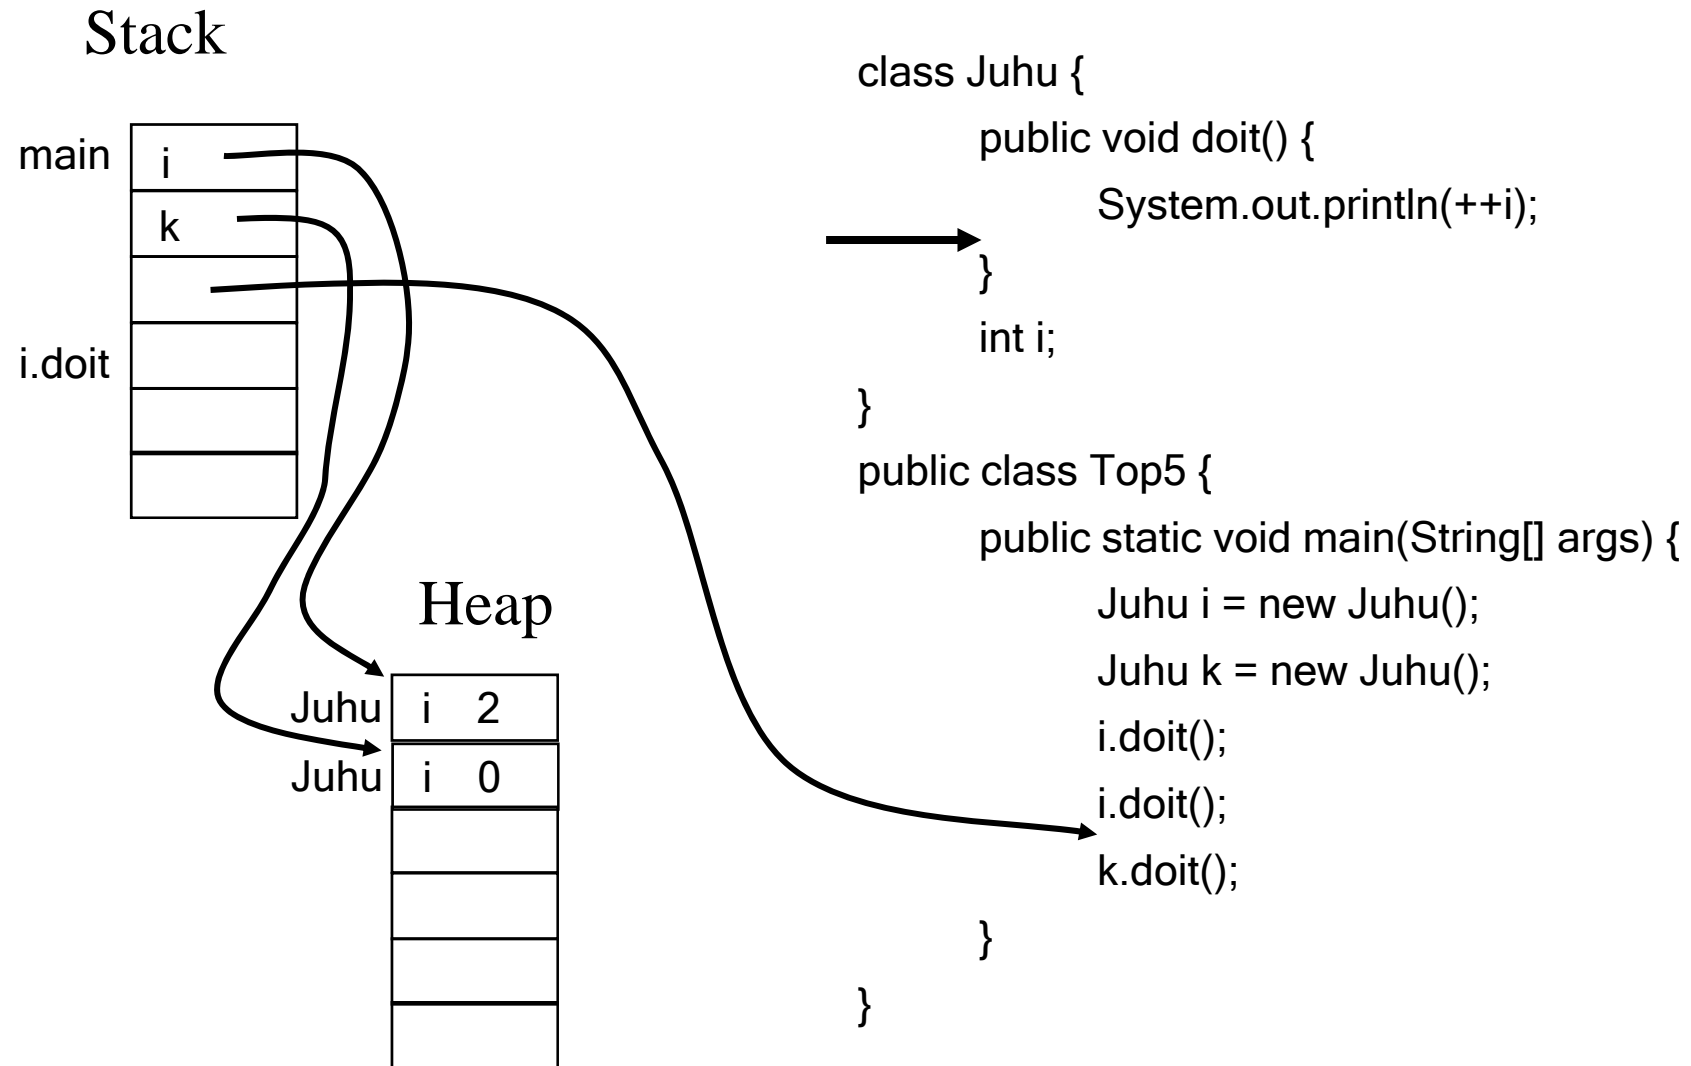 Stack
main
i
k
i.doit
Heap
Juhu i 2
Juhu i 0
class Juhu {
public void doit() {
System.out.println(++i);
}
int i;
}
public class Top5 {
public static void main(String[] args) {
Juhu i = new Juhu();
Juhu k = new Juhu();
i.doit();
i.doit();
k.doit();
}
}